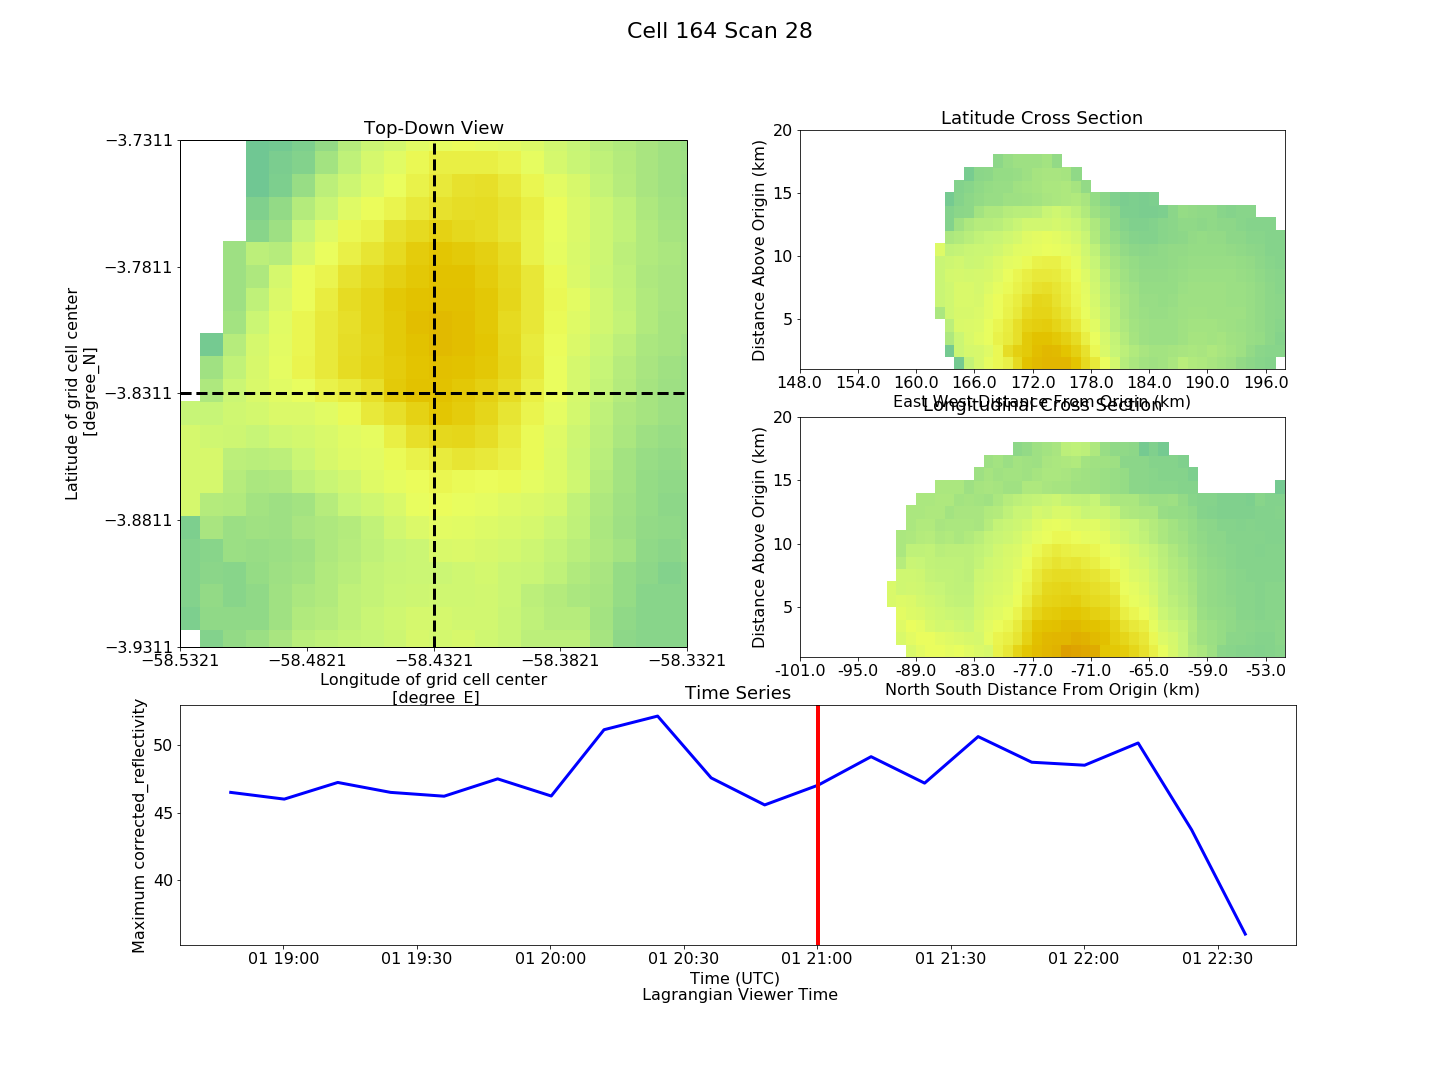 Cell 164 Scan 28
Top-Down View
−3.7311
−3.7811
−3.8311
−3.8811
−3.9311
Latitude of grid cell center
[degree_N]
−58.5321 −58.4821 −58.4321 −58.3821 −58.3321
Longitude of grid cell center
[degree_E]
Latitude Cross Section
20
15
10
5
Distance Above Origin (km)
148.0 154.0 160.0 166.0 172.0 178.0 184.0 190.0 196.0
East West Distance From Origin (km)
Longitudinal Cross Section
20
15
10
5
Distance Above Origin (km)
-101.0 -95.0 -89.0 -83.0 -77.0 -71.0 -65.0 -59.0 -53.0
North South Distance From Origin (km)
Time Series
50
45
40
Maximum corrected_reflectivity
01 19:00 01 19:30 01 20:00 01 20:30 01 21:00 01 21:30 01 22:00 01 22:30
Time (UTC)
Lagrangian Viewer Time